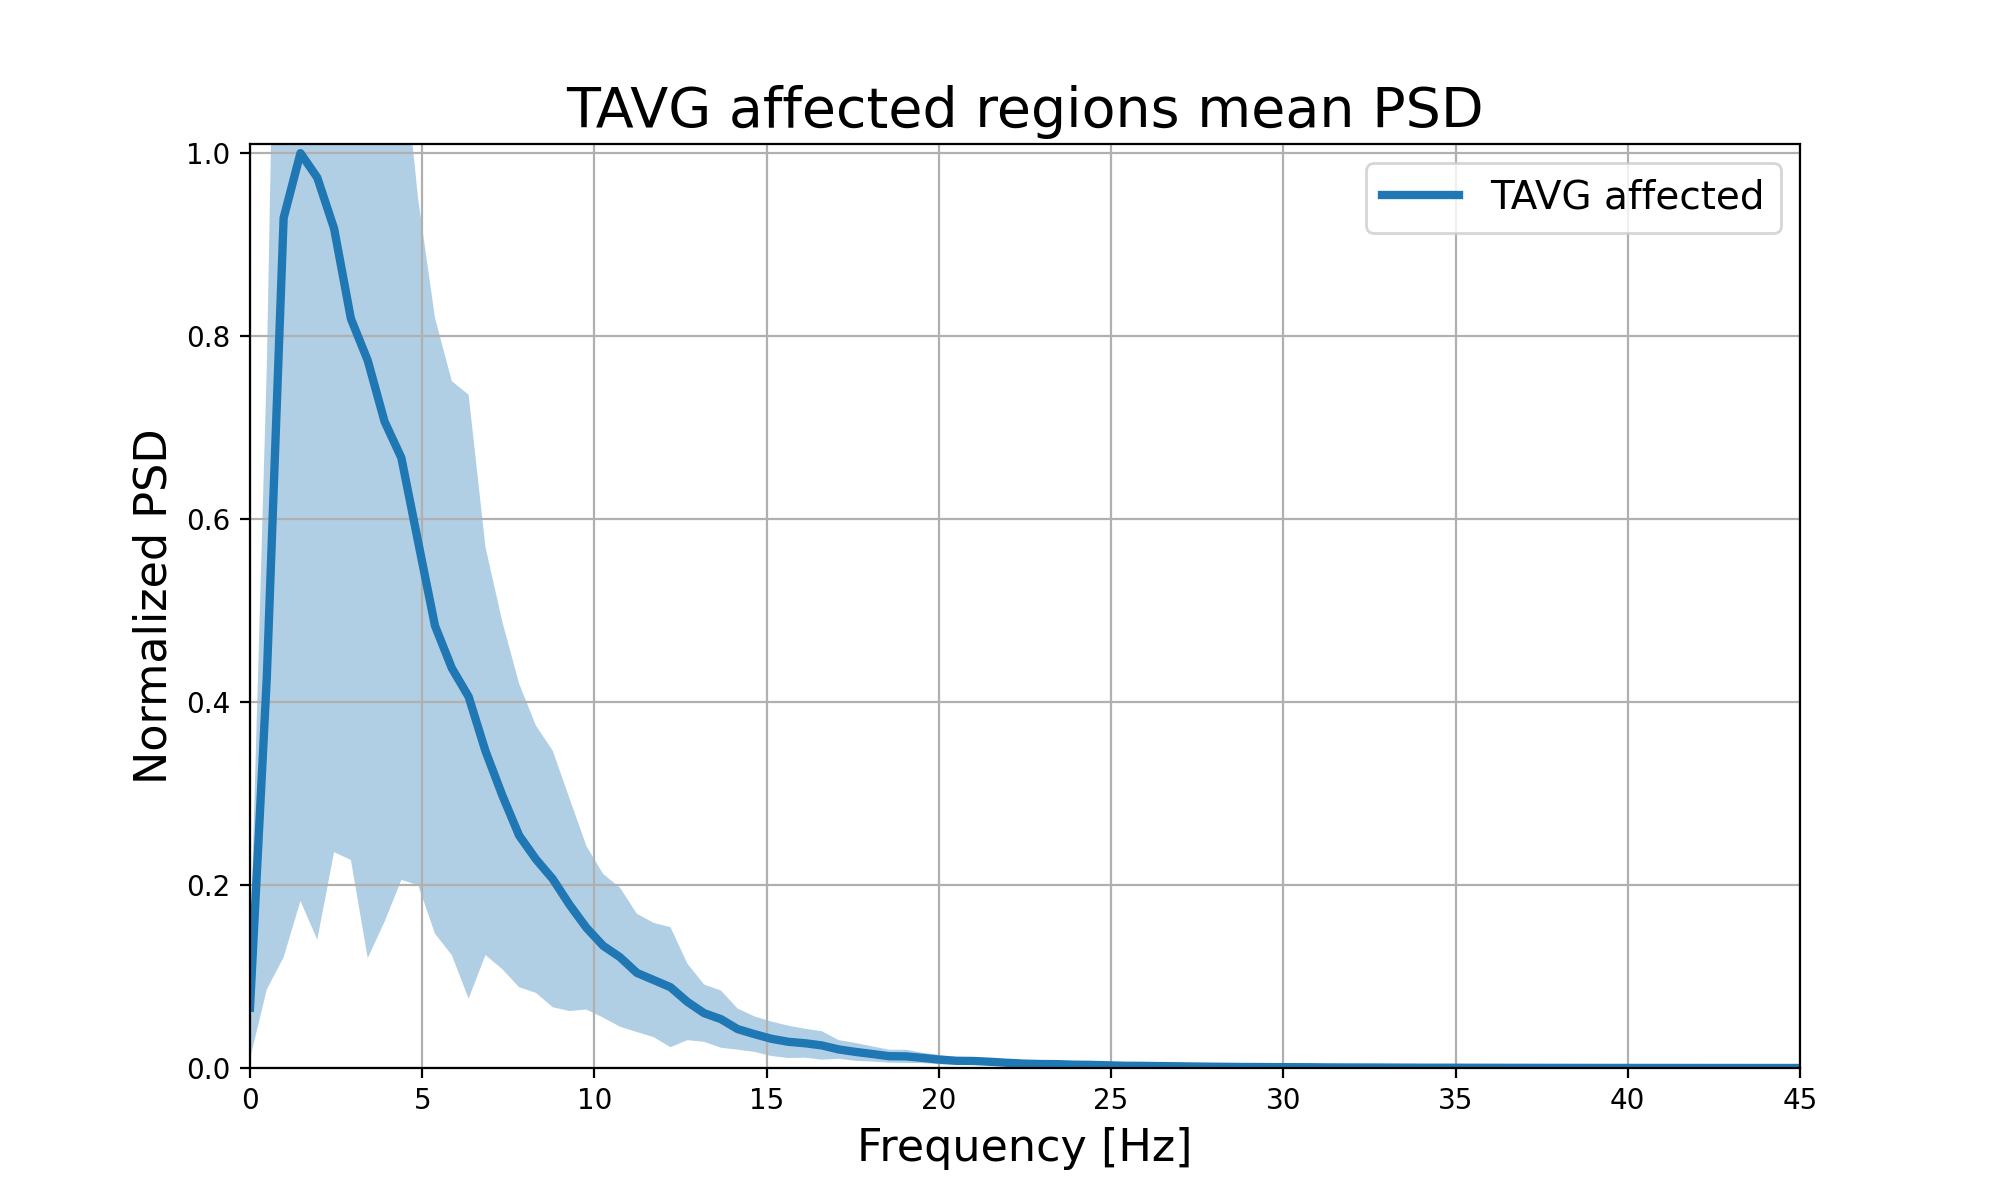 TAVG affected regions mean PSD
TAVG affected
Normalized PSD
1.0
0.8
0.6
0.4
0.2
0.0
0 5 10 15 20 25 30 35 40 45
Frequency [Hz]